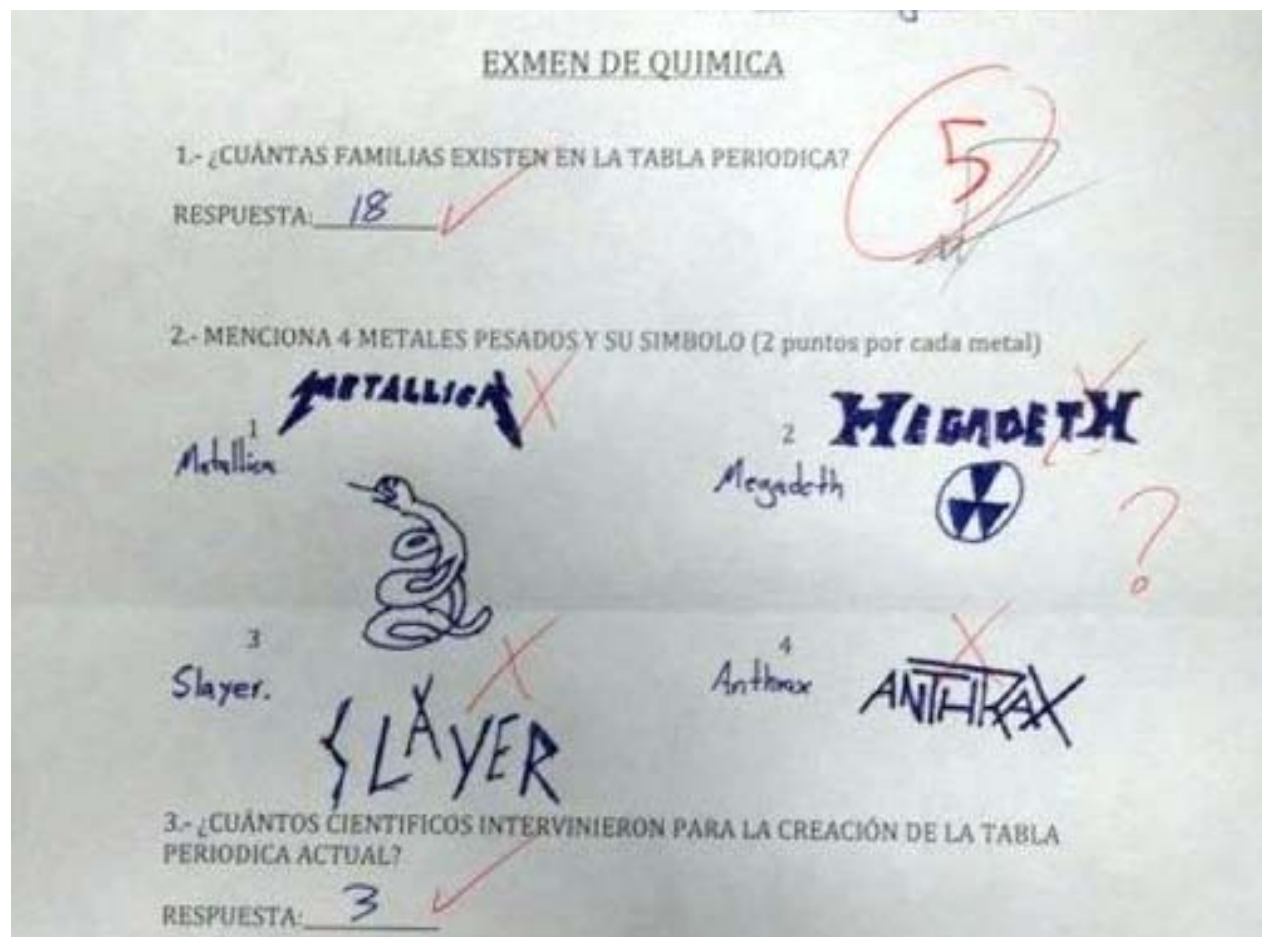 EXMEN DE QUIMICA
5
1.- ¿CUÁNTAS FAMILIAS EXISTEN EN LA TABLA PERIODICA?
RESPUESTA: 18
2.- MENCIONA 4 METALES PESADOS Y SU SIMBOLO (2 puntos por cada metal)
METALLICA
1
Metallica
MEGADETH
2
Megadeth
?
3
Slayer.
SLAYER
4
Anthrax ANTHRAX
3.- ¿CUÁNTOS CIENTIFICOS INTERVINIERON PARA LA CREACIÓN DE LA TABLA
PERIODICA ACTUAL?
RESPUESTA: 3